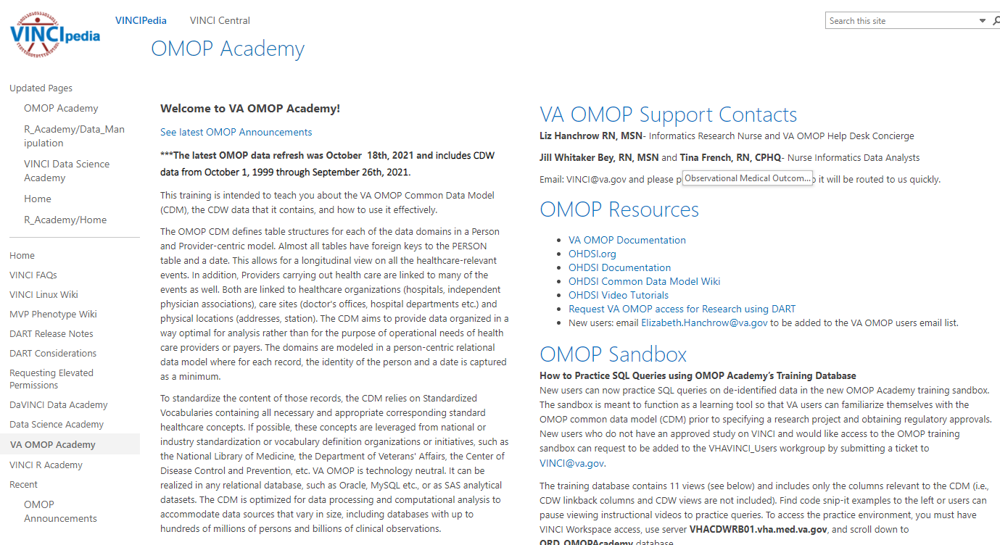 VINCIpedia
VINCIPedia VINCI Central
Search this site
OMOP Academy
Updated Pages
OMOP Academy
R_Academy/Data_Man
ipulation
VINCI Data Science
Academy
Home
R_Academy/Home
Home
VINCI FAQs
VINCI Linux Wiki
MVP Phenotype Wiki
DART Release Notes
DART Considerations
Requesting Elevated
Permissions
DaVINCI Data Academy
Data Science Academy
VA OMOP Academy
VINCI R Academy
Recent
OMOP
Announcements
Welcome to VA OMOP Academy!
See latest OMOP Announcements
***The latest OMOP data refresh was October 18th, 2021 and includes CDW
data from October 1, 1999 through September 26th, 2021.
This training is intended to teach you about the VA OMOP Common Data Model
(CDM), the CDW data that it contains, and how to use it effectively.
The OMOP CDM defines table structures for each of the data domains in a Person
and Provider-centric model. Almost all tables have foreign keys to the PERSON
table and a date. This allows for a longitudinal view on all the healthcare-relevant
events. In addition, Providers carrying out health care are linked to many of the
events as well. Both are linked to healthcare organizations (hospitals, independent
physician associations), care sites (doctor's offices, hospital departments etc.) and
physical locations (addresses, station). The CDM aims to provide data organized in a
way optimal for analysis rather than for the purpose of operational needs of health
care providers or payers. The domains are modeled in a person-centric relational
data model where for each record, the identity of the person and a date is captured
as a minimum.
To standardize the content of those records, the CDM relies on Standardized
Vocabularies containing all necessary and appropriate corresponding standard
healthcare concepts. If possible, these concepts are leveraged from national or
industry standardization or vocabulary definition organizations or initiatives, such as
the National Library of Medicine, the Department of Veterans' Affairs, the Center of
Disease Control and Prevention, etc. VA OMOP is technology neutral. It can be
realized in any relational database, such as Oracle, MySQL etc., or as SAS analytical
datasets. The CDM is optimized for data processing and computational analysis to
accommodate data sources that vary in size, including databases with up to
hundreds of millions of persons and billions of clinical observations.
VA OMOP Support Contacts
Liz Hanchrow RN, MSN- Informatics Research Nurse and VA OMOP Help Desk Concierge
Jill Whitaker Bey, RN, MSN and Tina French, RN, CPHQ- Nurse Informatics Data Analysts
Email: VINCI@va.gov and please p Observational Medical Outcom... it will be routed to us quickly.
OMOP Resources
• VA OMOP Documentation
• OHDSI.org
• OHDSI Documentation
• OHDSI Common Data Model Wiki
• OHDSI Video Tutorials
• Request VA OMOP access for Research using DART
• New users: email Elizabeth.Hanchrow@va.gov to be added to the VA OMOP users email list.
OMOP Sandbox
How to Practice SQL Queries using OMOP Academy's Training Database
New users can now practice SQL queries on de-identified data in the new OMOP Academy training sandbox.
The sandbox is meant to function as a learning tool so that VA users can familiarize themselves with the
OMOP common data model (CDM) prior to specifying a research project and obtaining regulatory approvals.
New users who do not have an approved study on VINCI and would like access to the OMOP training
sandbox can request to be added to the VHAVINCI_Users workgroup by submitting a ticket to
VINCI@va.gov.
The training database contains 11 views (see below) and includes only the columns relevant to the CDM (i.e.,
CDW linkback columns and CDW views are not included). Find code snip-it examples to the left or users can
pause viewing instructional videos to practice queries. To access the practice environment, you must have
VINCI Workspace access, use server VHACDWRB01.vha.med.va.gov, and scroll down to
ORD_OMOPAcademy database